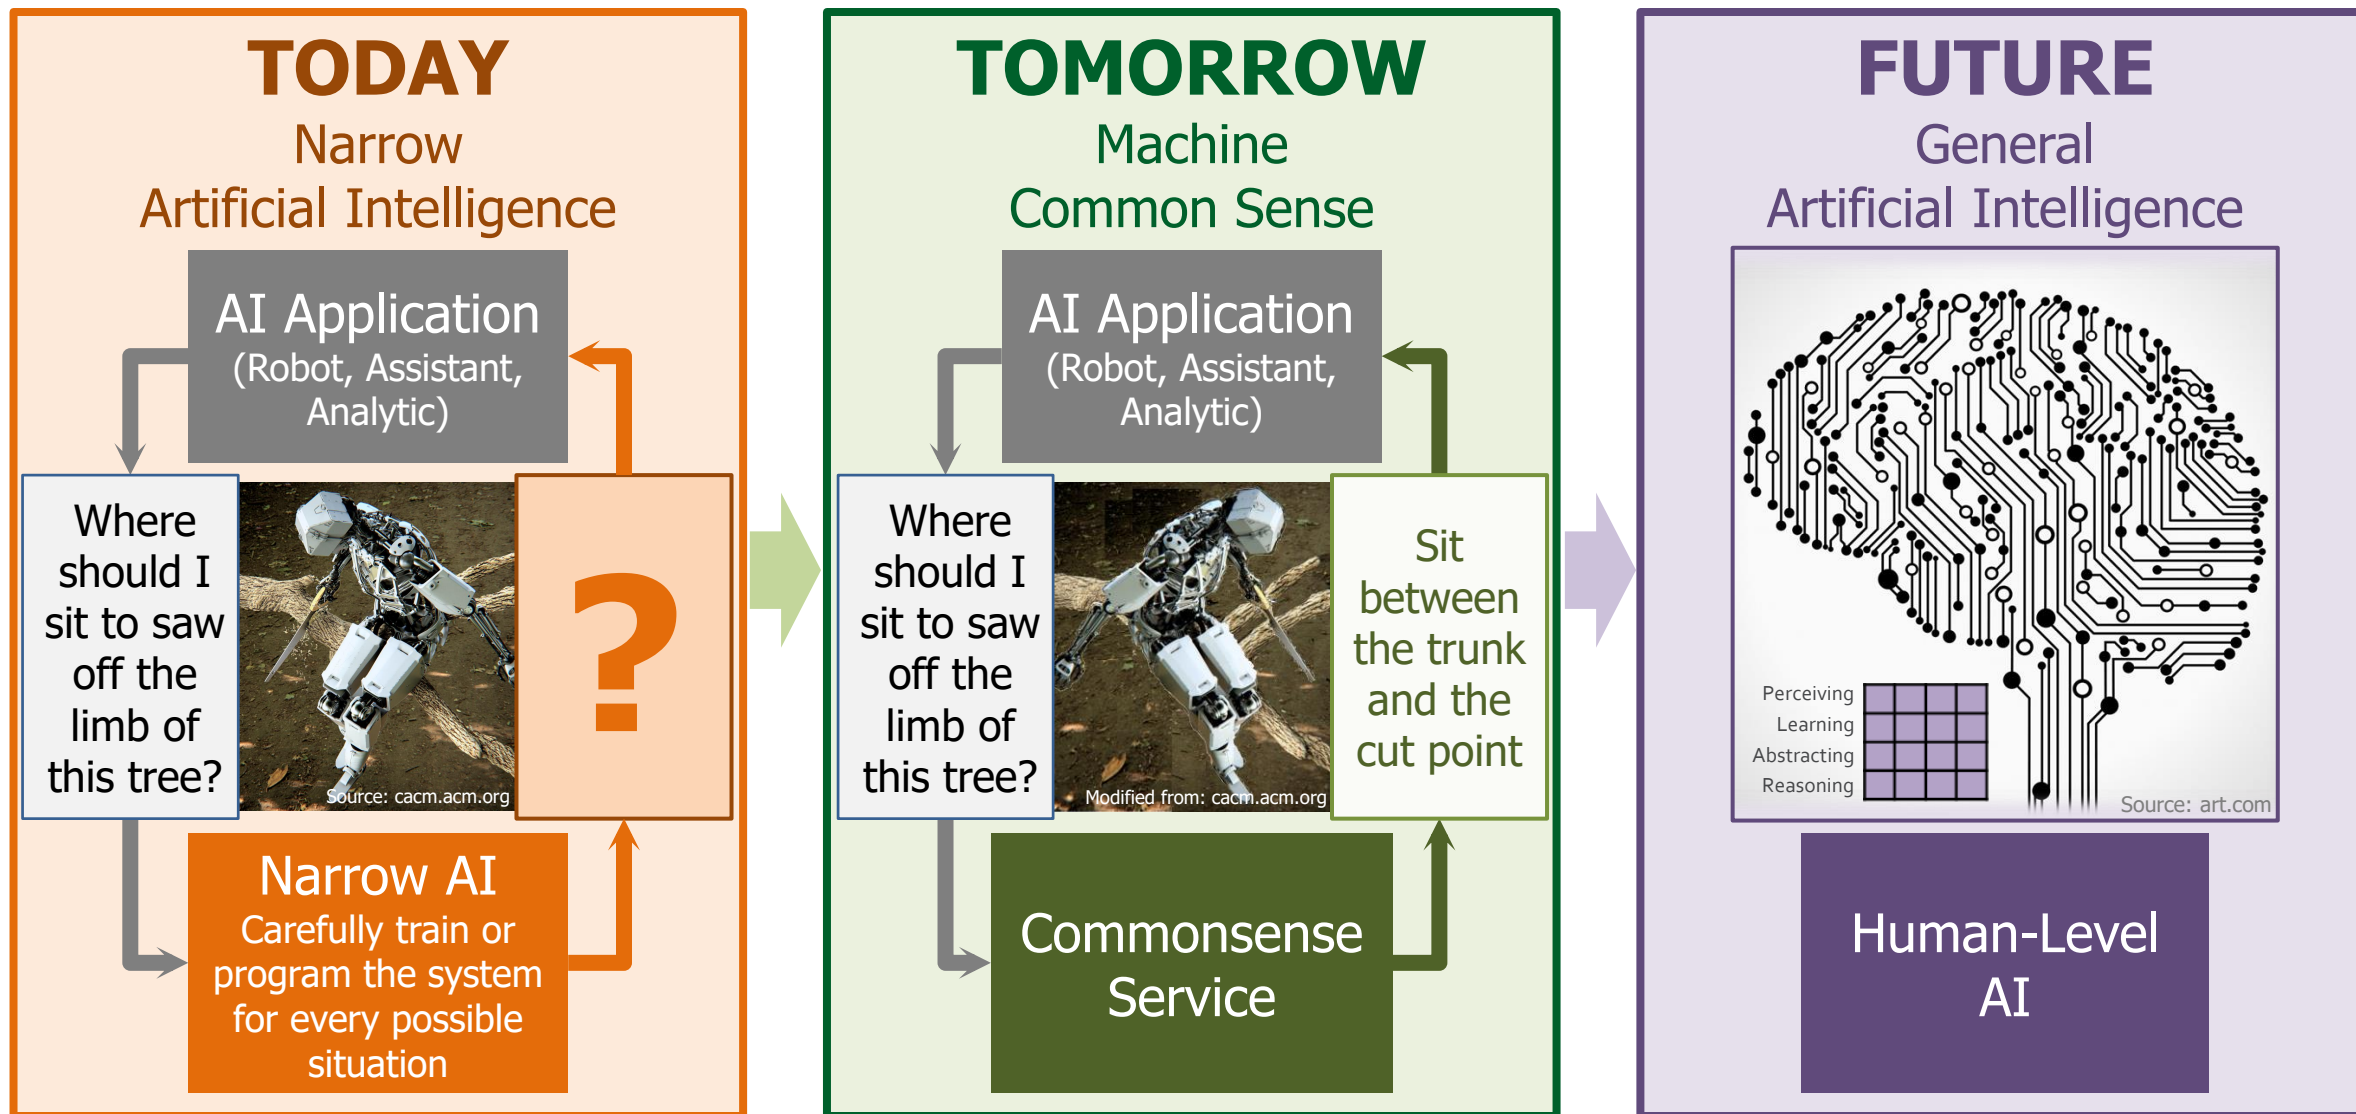 TODAY
Narrow
Artificial Intelligence
AI Application
(Robot, Assistant,
Analytic)
Where
should I
sit to saw
off the
limb of
this tree?
Source: cacm.acm.org
?
Narrow AI
Carefully train or
program the system
for every possible
situation
TOMORROW
Machine
Common Sense
AI Application
(Robot, Assistant,
Analytic)
Where
should I
sit to saw
off the
limb of
this tree?
Modified from: cacm.acm.org
Sit
between
the trunk
and the
cut point
Commonsense
Service
FUTURE
General
Artificial Intelligence
Perceiving
Learning
Abstracting
Reasoning
Source: art.com
Human-Level
AI